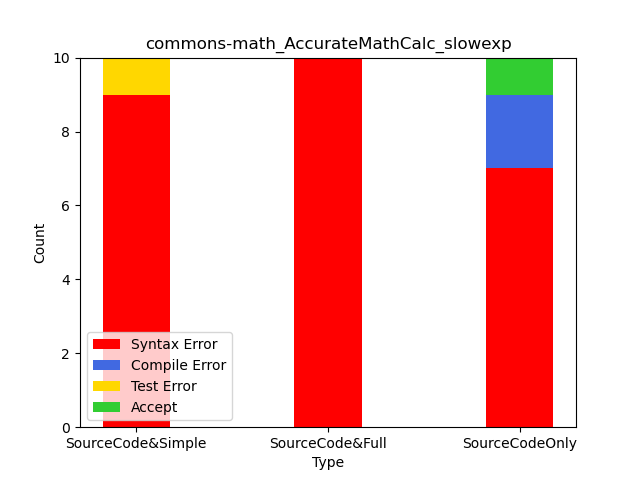 commons-math_AccurateMathCalc_slowexp
10
8
6
4
2
0
Count
Syntax Error
Compile Error
Test Error
Accept
SourceCode&Simple
SourceCode&Full
SourceCodeOnly
Type